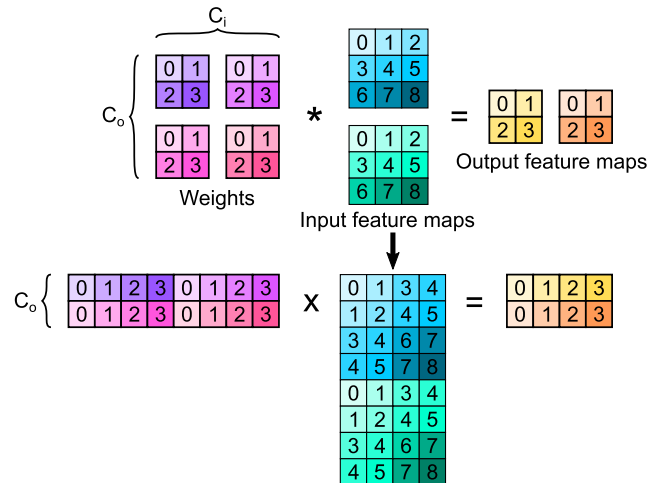 C_i
0 1 0 1 0 1 2
2 3 2 3 3 4 5
6 7 8
C_o * = 0 1 0 1
2 3 2 3
0 1 0 1 0 1 2
2 3 2 3 3 4 5
6 7 8
Output feature maps
Weights
Input feature maps
0 1 2 3 0 1 2 3
0 1 2 3 0 1 2 3
C_o x =
0 1 3 4
1 2 4 5
3 4 6 7
4 5 7 8
0 1 3 4
1 2 4 5
3 4 6 7
4 5 7 8
0 1 2 3
0 1 2 3